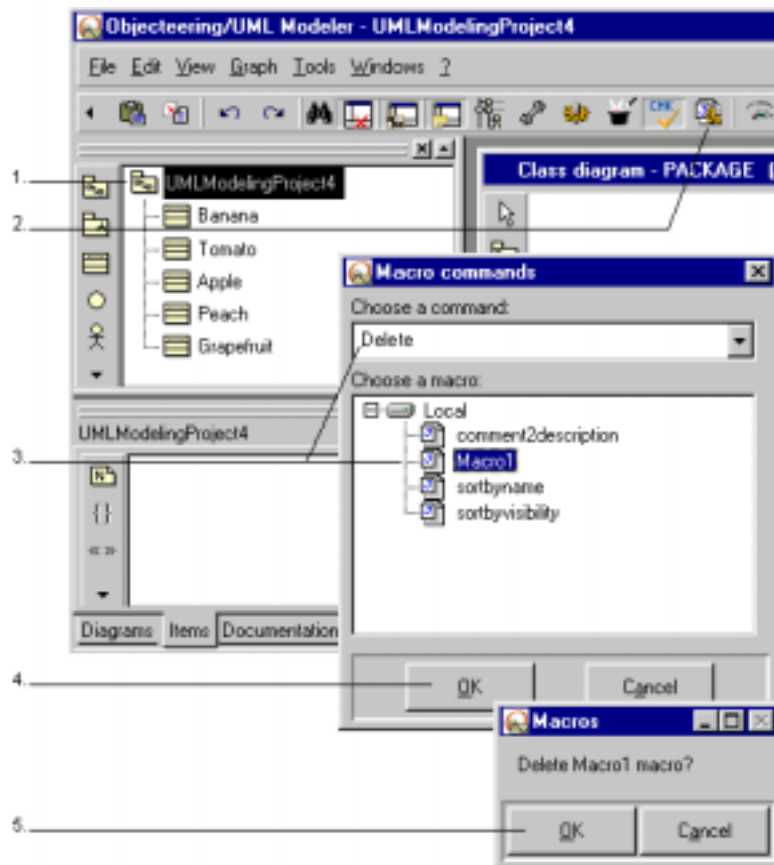 Objecteering/UML Modeler - UMLModelingProject4
File Edit View Graph Tools Windows ?
CHK
Class diagram - PACKAGE
1.
UMLModelingProject4
2.
Banana
Tomato
Apple
Peach
Grapefruit
Macro commands
Choose a command:
Delete
Choose a macro:
Local
comment2description
Macro1
sortbyname
sortbyvisibility
UMLModelingProject4
3.
N
{}
« »
Diagrams Items Documentation
4.
OK Cancel
Macros
Delete Macro1 macro?
5.
OK Cancel